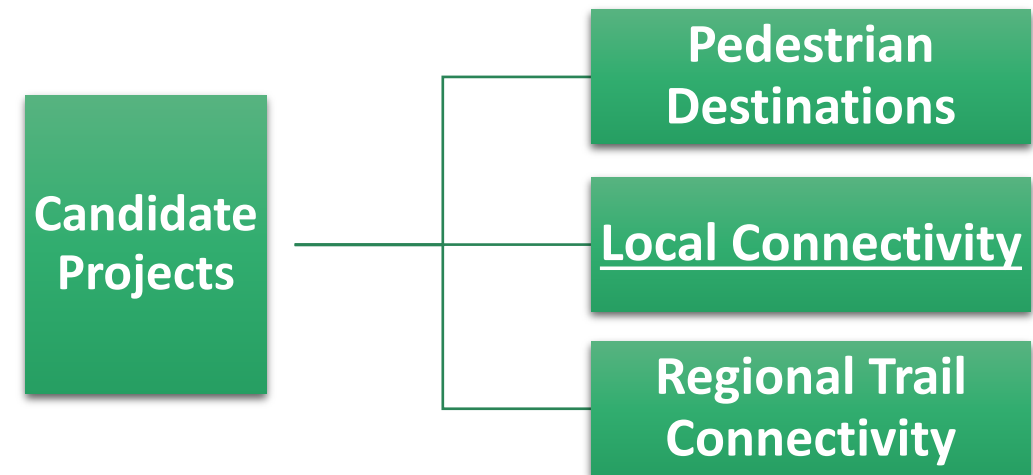 Pedestrian
Destinations
Candidate
Projects
Local Connectivity
Regional Trail
Connectivity